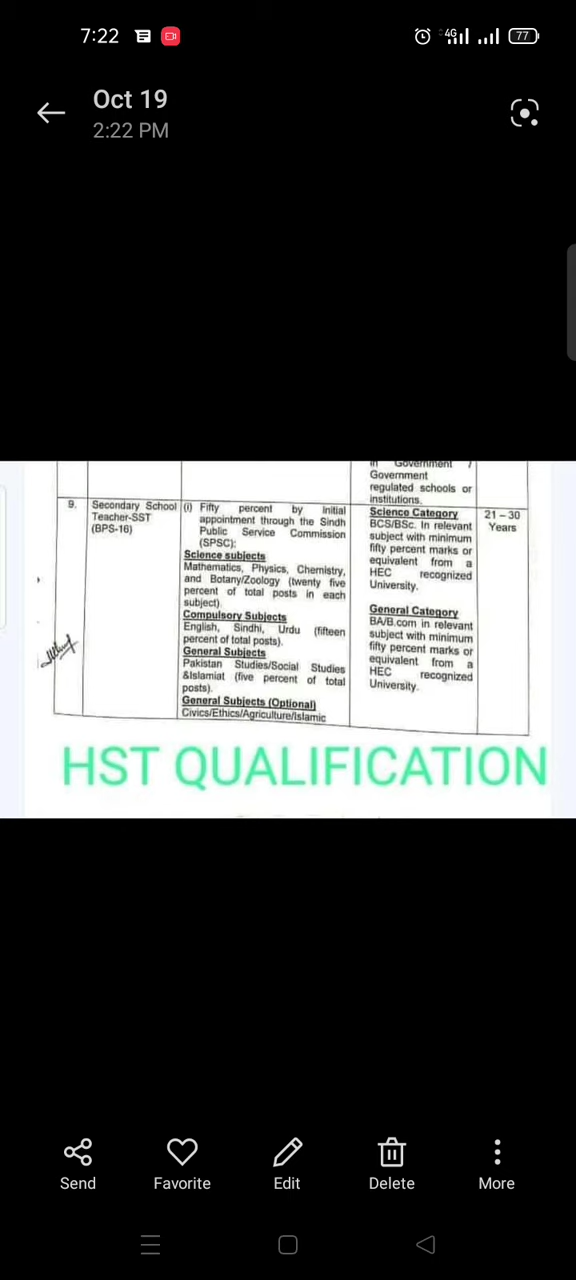 7:22
4G
77
Oct 19
2:22 PM
in Government /
Government
regulated schools or
institutions.
9.
Secondary School
Teacher-SST
(BPS-16)
(i) Fifty percent by initial
appointment through the Sindh
Public Service Commission
(SPSC):
Science subjects
Mathematics, Physics, Chemistry,
and Botany/Zoology (twenty five
percent of total posts in each
subject).
Compulsory Subjects
English, Sindhi, Urdu (fifteen
percent of total posts).
General Subjects
Pakistan Studies/Social Studies
&Islamiat (five percent of total
posts).
General Subjects (Optional)
Civics/Ethics/Agriculture/Islamic
Science Category
BCS/BSc. In relevant
subject with minimum
fifty percent marks or
equivalent from a
HEC recognized
University.
General Category
BA/B.com in relevant
subject with minimum
fifty percent marks or
equivalent from a
HEC recognized
University.
21 – 30
Years
HST QUALIFICATION
Send
Favorite
Edit
Delete
More